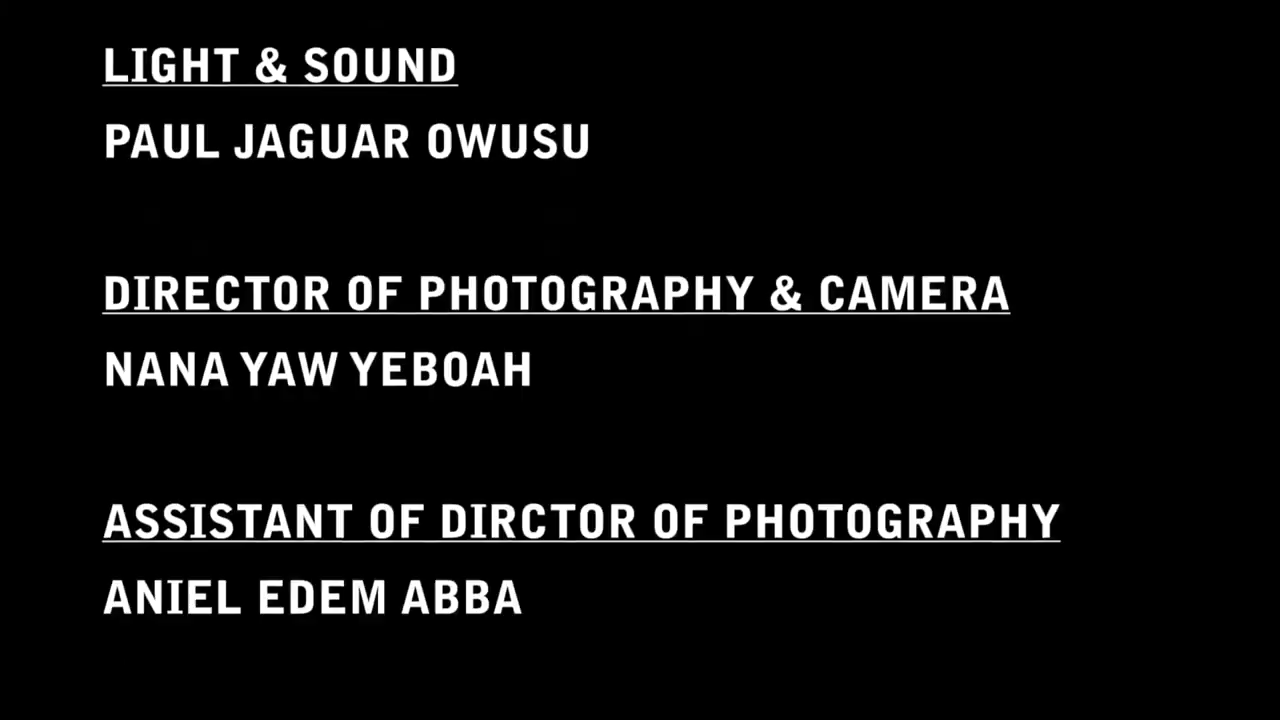 LIGHT & SOUND
PAUL JAGUAR OWUSU
DIRECTOR OF PHOTOGRAPHY & CAMERA
NANA YAW YEBOAH
ASSISTANT OF DIRCTOR OF PHOTOGRAPHY
ANIEL EDEM ABBA